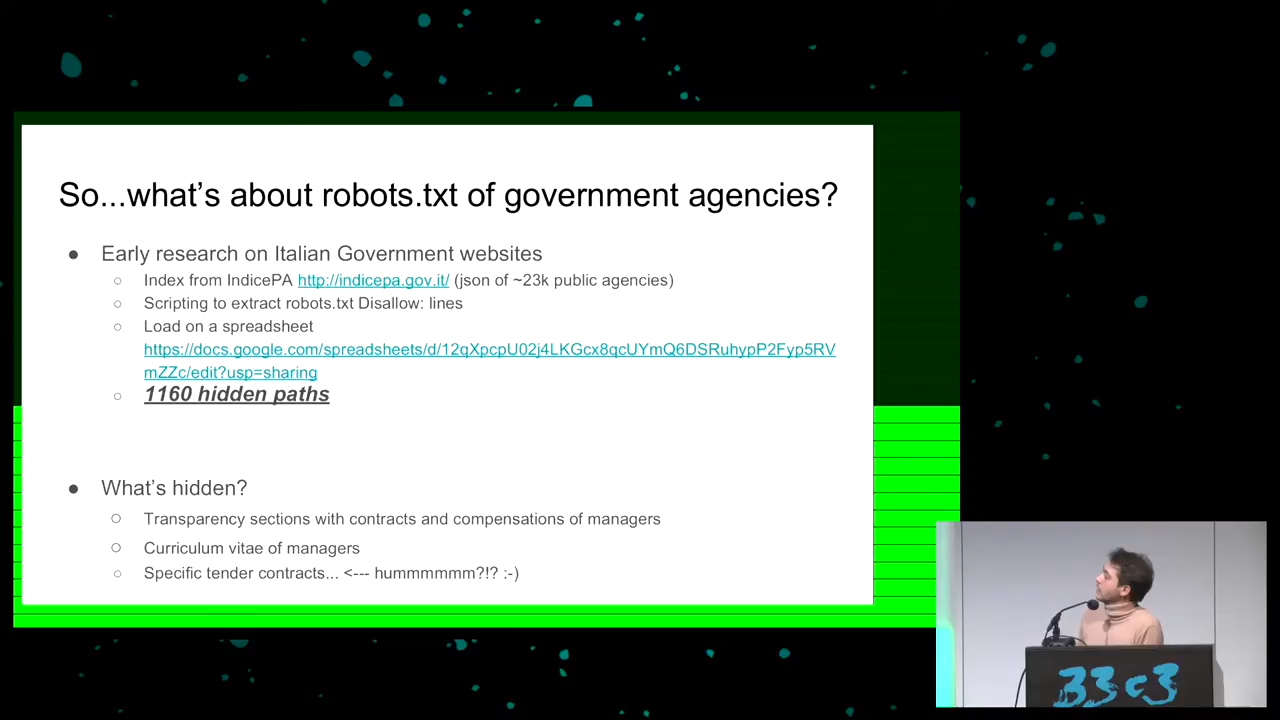 So...what's about robots.txt of government agencies?
● Early research on Italian Government websites
○ Index from IndicePA http://indicepa.gov.it/ (json of ~23k public agencies)
○ Scripting to extract robots.txt Disallow: lines
○ Load on a spreadsheet
https://docs.google.com/spreadsheets/d/12qXpcpU02j4LKGcx8qcUYmQ6DSRuhypP2Fyp5RV
mZZc/edit?usp=sharing
○ 1160 hidden paths
● What's hidden?
○ Transparency sections with contracts and compensations of managers
○ Curriculum vitae of managers
○ Specific tender contracts... <--- hummmmmm?!? :-)
33c3